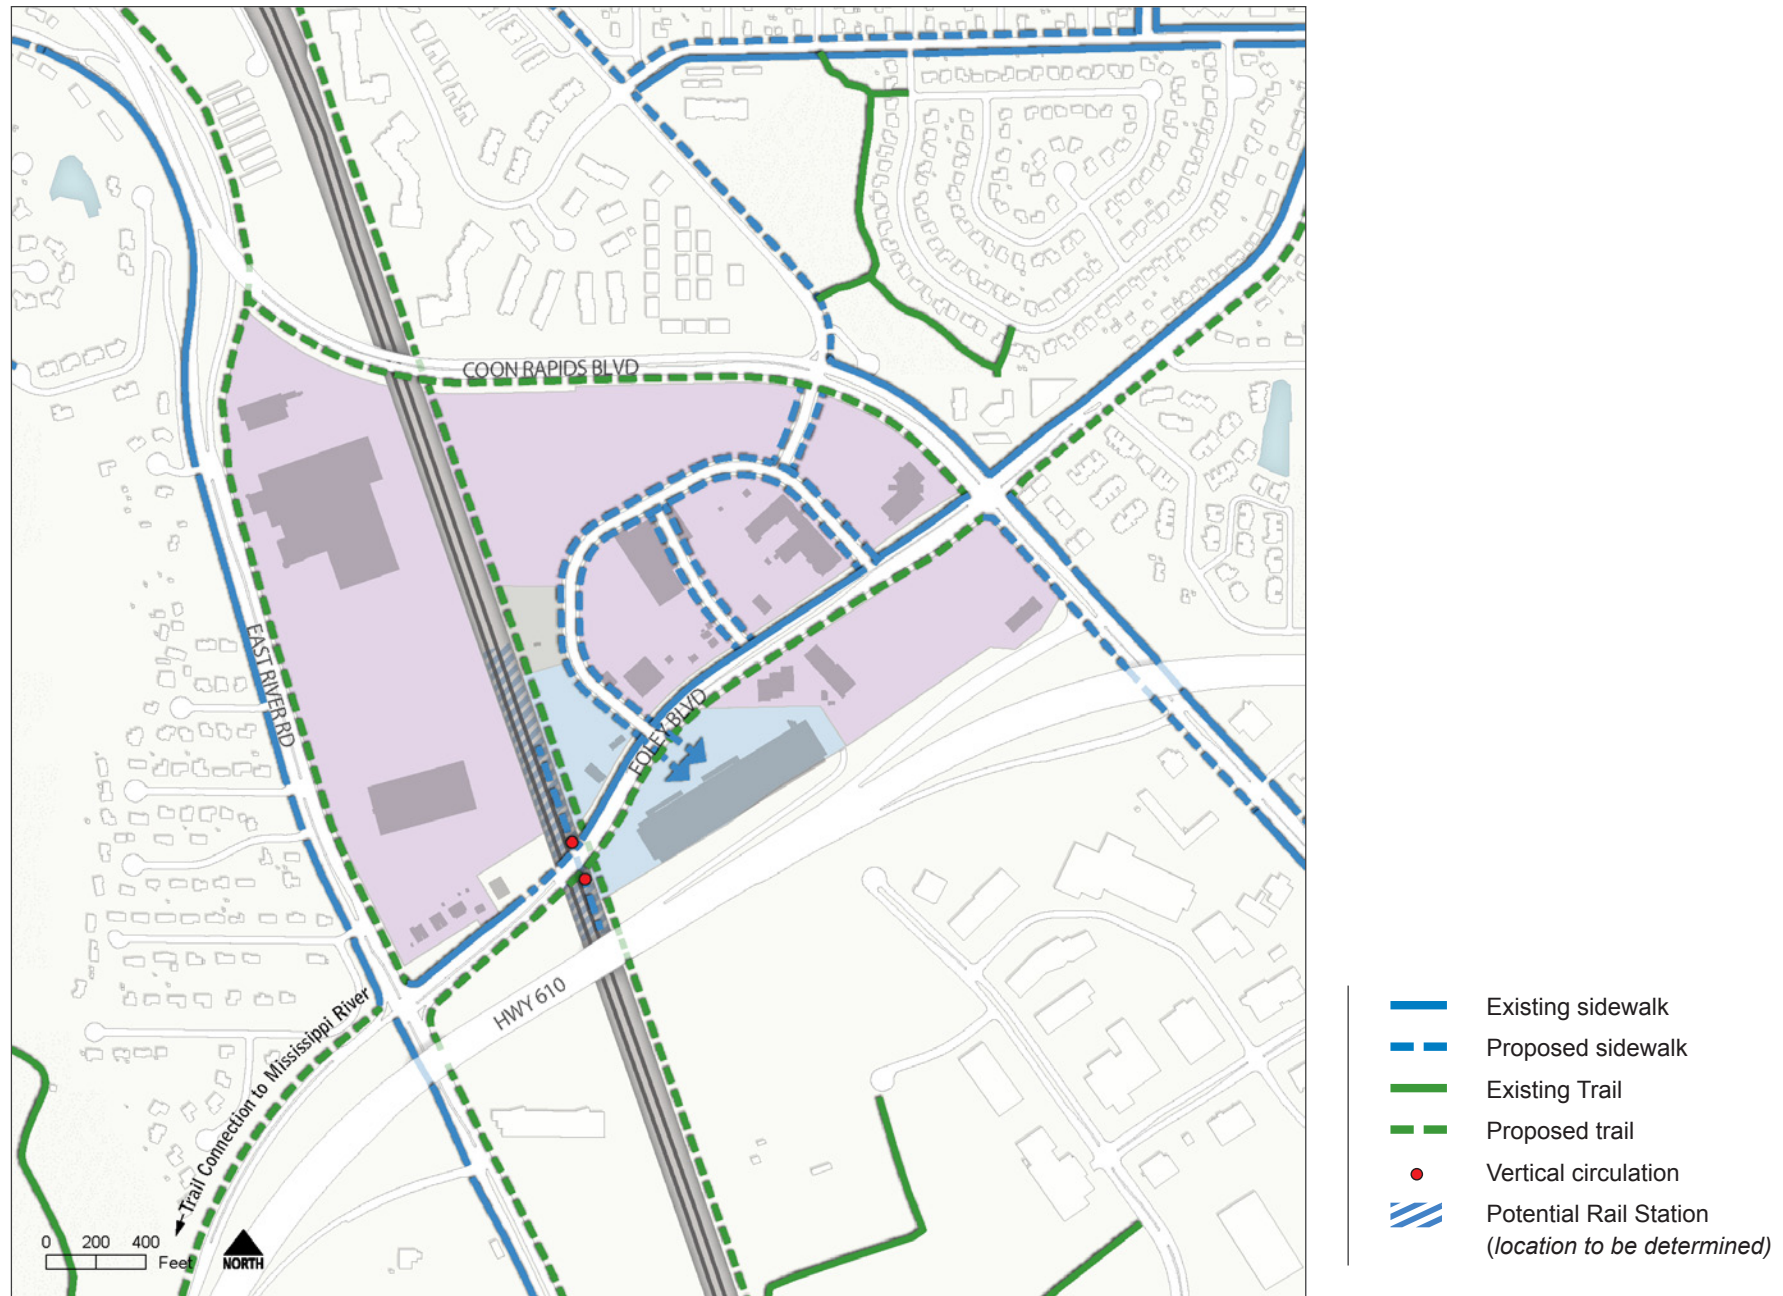 COON RAPIDS BLVD
EAST RIVER RD
FOLEY BLVD
HWY 610
Trail Connection to Mississippi River
0 200 400
Feet
NORTH
Existing sidewalk
Proposed sidewalk
Existing Trail
Proposed trail
Vertical circulation
Potential Rail Station
(location to be determined)